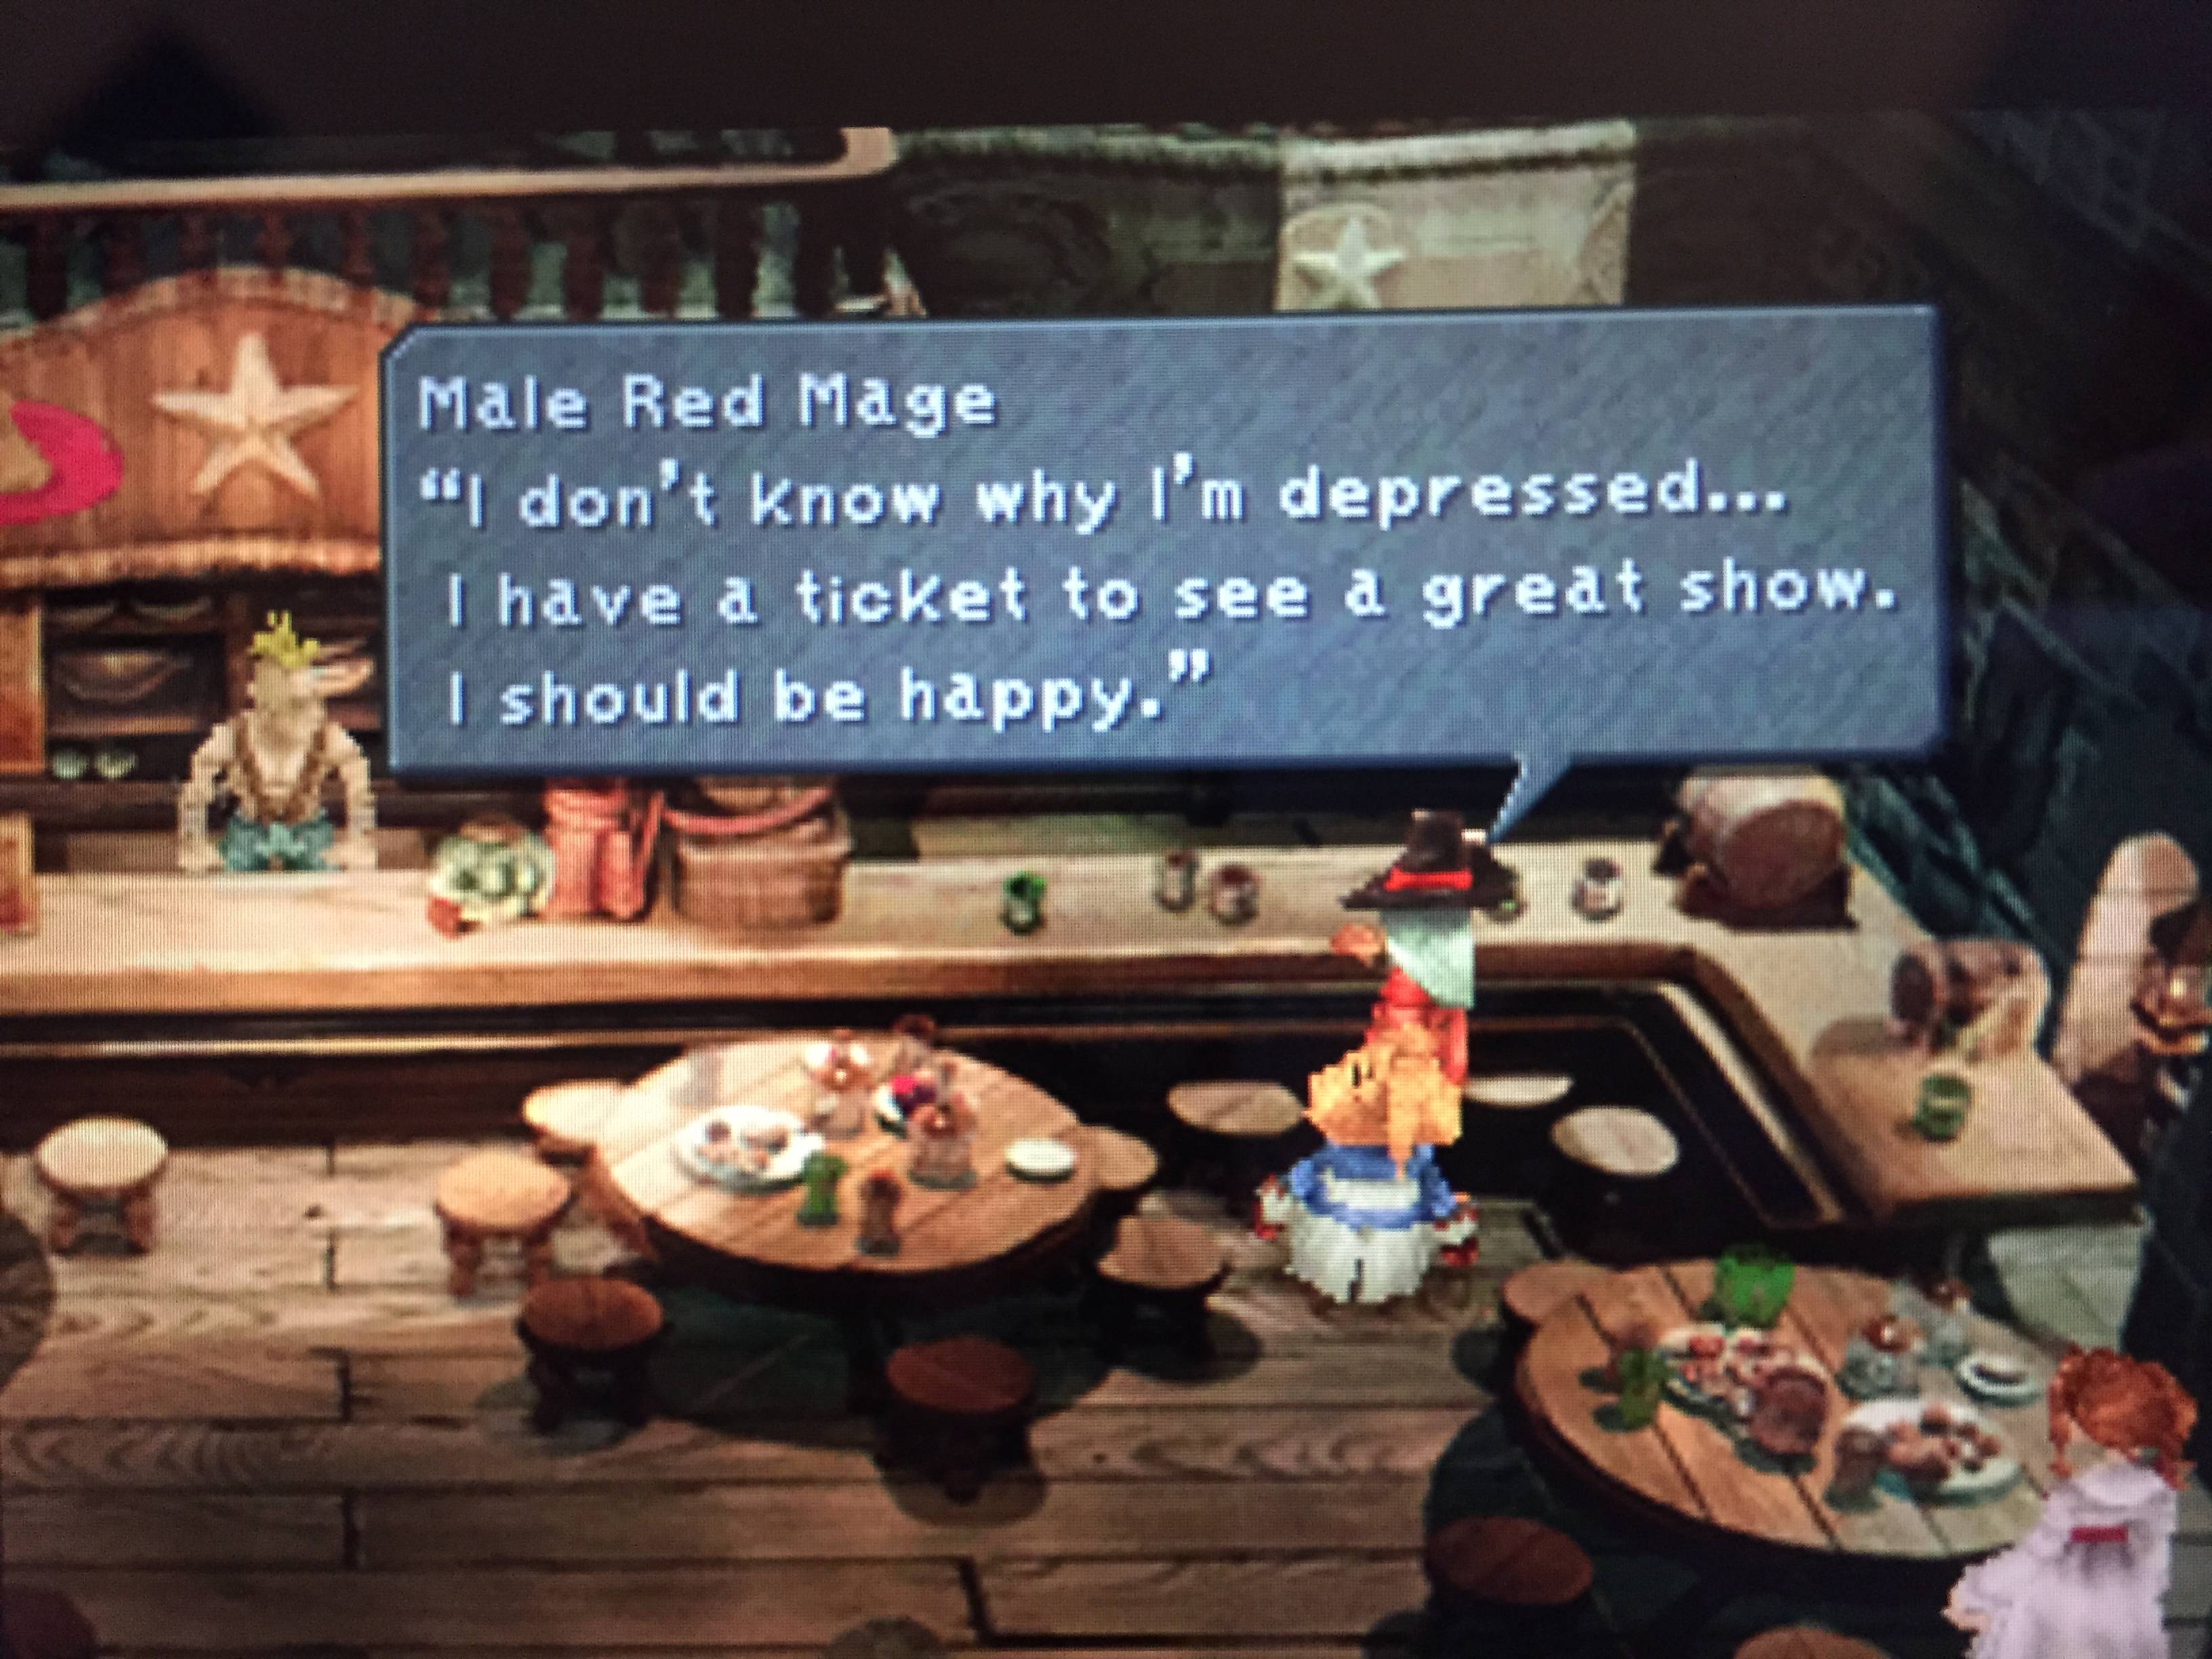 Male Red Mage
“I don't know why I'm depressed...
I have a ticket to see a great show.
I should be happy.”